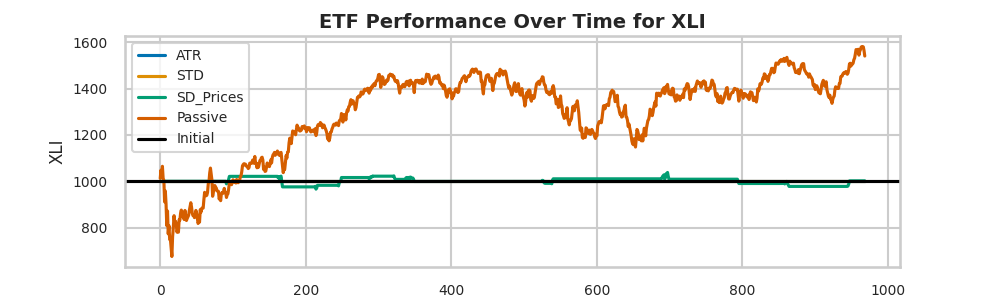 ETF Performance Over Time for XLI
1600
1400
1200
1000
800
XLI
ATR
STD
SD_Prices
Passive
Initial
0 200 400 600 800 1000